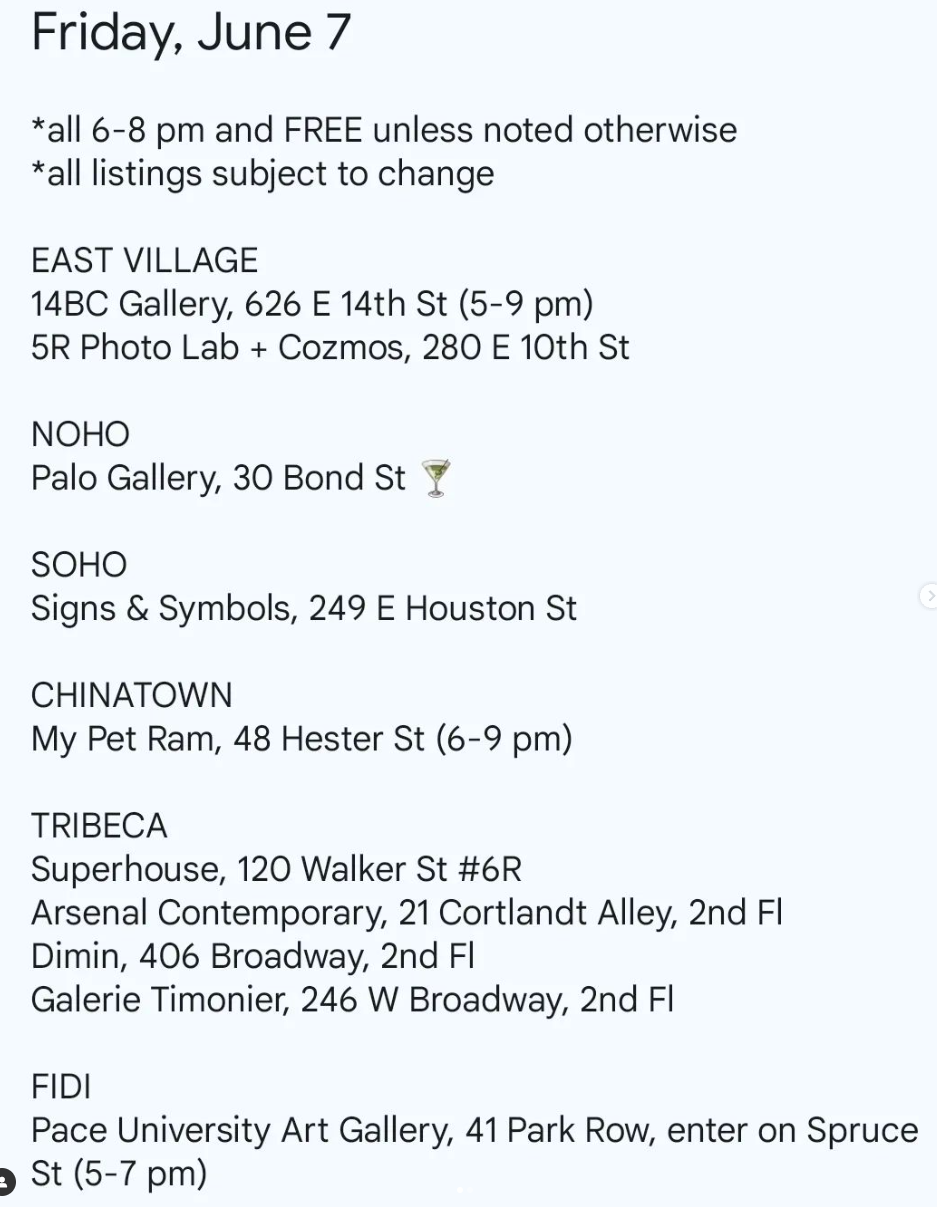 Friday, June 7
*all 6-8 pm and FREE unless noted otherwise
*all listings subject to change
EAST VILLAGE
14BC Gallery, 626 E 14th St (5-9 pm)
5R Photo Lab + Cozmos, 280 E 10th St
NOHO
Palo Gallery, 30 Bond St 🍸
SOHO
Signs & Symbols, 249 E Houston St
CHINATOWN
My Pet Ram, 48 Hester St (6-9 pm)
TRIBECA
Superhouse, 120 Walker St #6R
Arsenal Contemporary, 21 Cortlandt Alley, 2nd Fl
Dimin, 406 Broadway, 2nd Fl
Galerie Timonier, 246 W Broadway, 2nd Fl
FIDI
Pace University Art Gallery, 41 Park Row, enter on Spruce
St (5-7 pm)